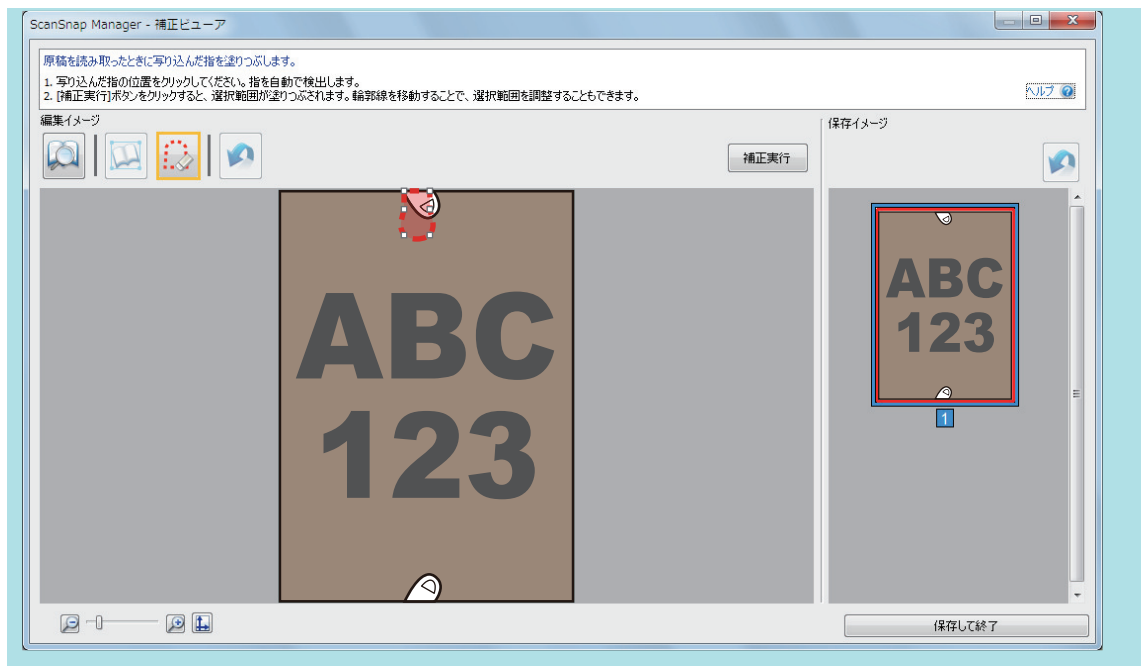 ScanSnap Manager - 補正ビューア
原稿を読み取ったときに写り込んだ指を塗りつぶします。
1. 写り込んだ指の位置をクリックしてください。指を自動で検出します。
2. [補正実行]ボタンをクリックすると、選択範囲が塗りつぶされます。輪郭線を移動することで、選択範囲を調整することもできます。
ヘルプ
編集イメージ
保存イメージ
補正実行
ABC
123
ABC
123
1
保存して終了